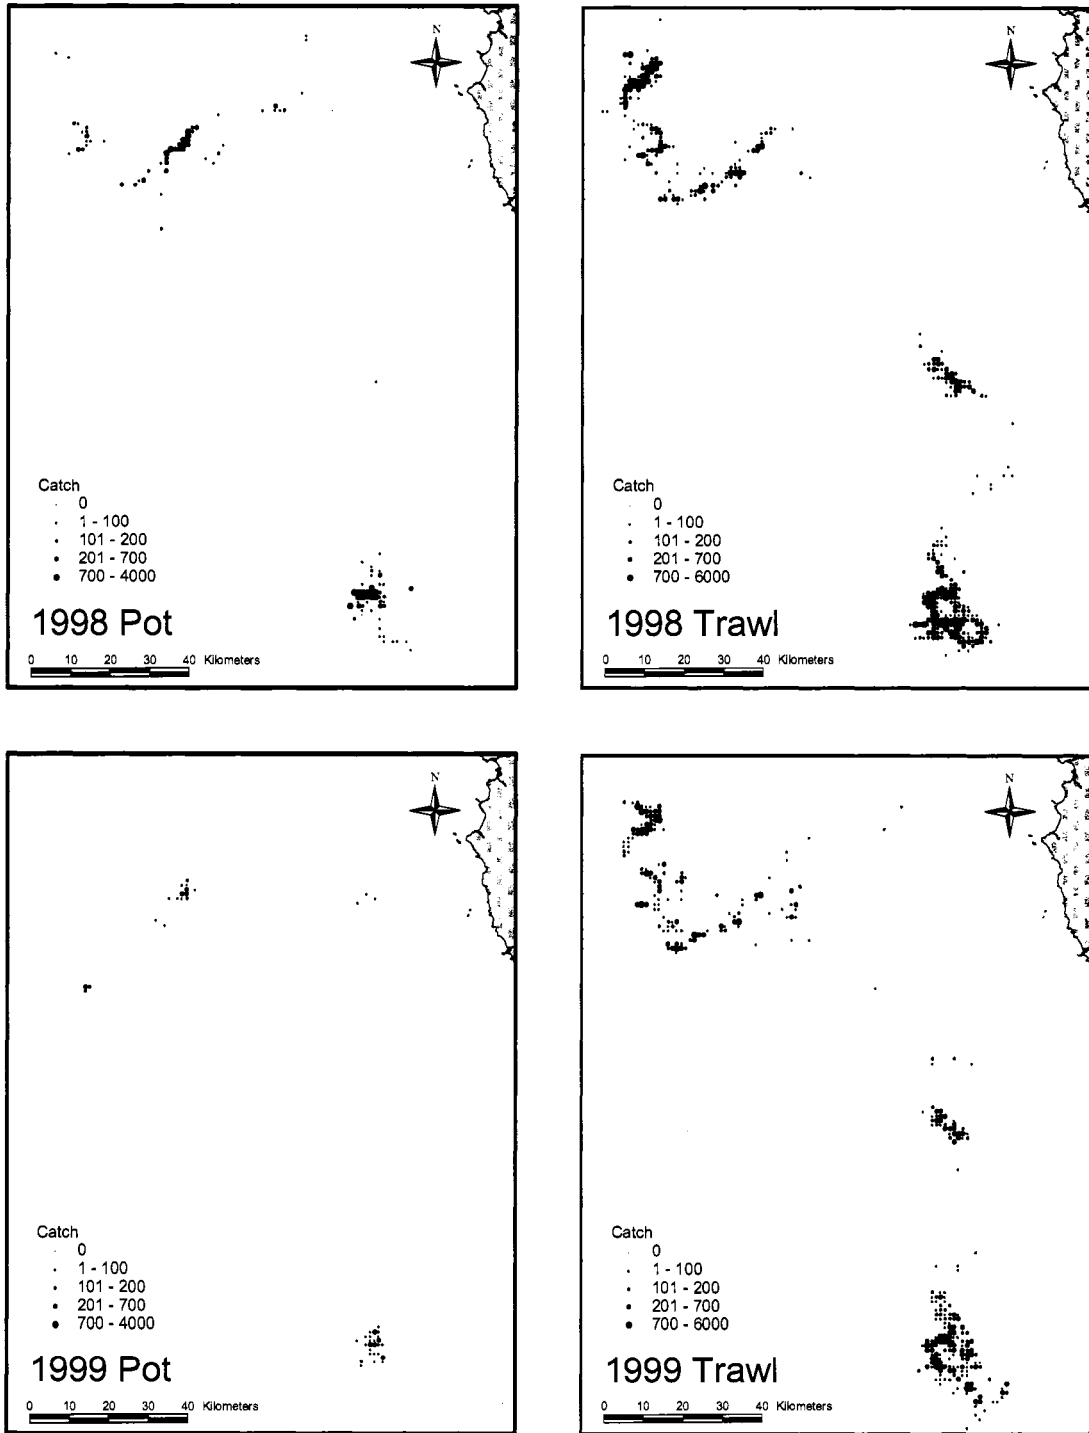 N
Catch
0
1 - 100
101 - 200
201 - 700
700 - 4000
1998 Pot
0 10 20 30 40 Kilometers
N
Catch
0
1 - 100
101 - 200
201 - 700
700 - 6000
1998 Trawl
0 10 20 30 40 Kilometers
N
Catch
0
1 - 100
101 - 200
201 - 700
700 - 4000
1999 Pot
0 10 20 30 40 Kilometers
N
Catch
0
1 - 100
101 - 200
201 - 700
700 - 6000
1999 Trawl
0 10 20 30 40 Kilometers